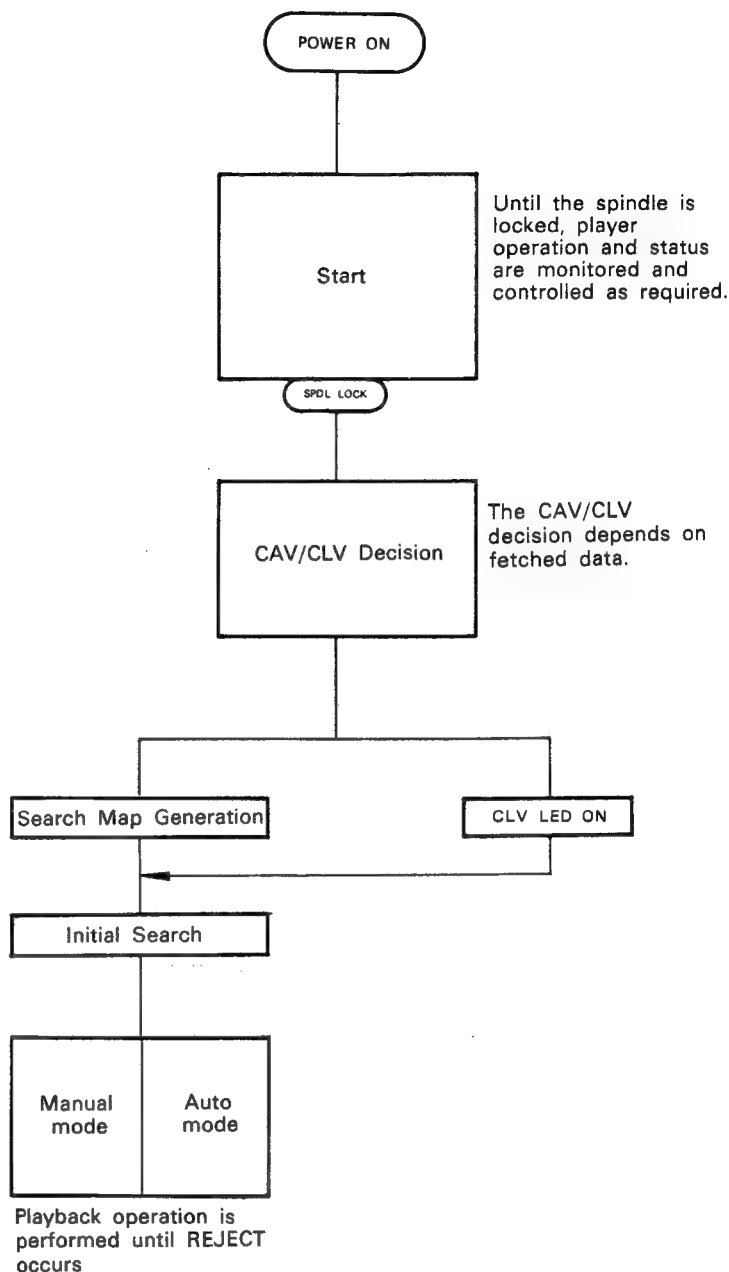 POWER ON
Start
Until the spindle is
locked, player
operation and status
are monitored and
controlled as required.
SPDL LOCK
CAV/CLV Decision
The CAV/CLV
decision depends on
fetched data.
Search Map Generation
CLV LED ON
Initial Search
Manual
mode
Auto
mode
Playback operation is
performed until REJECT
occurs